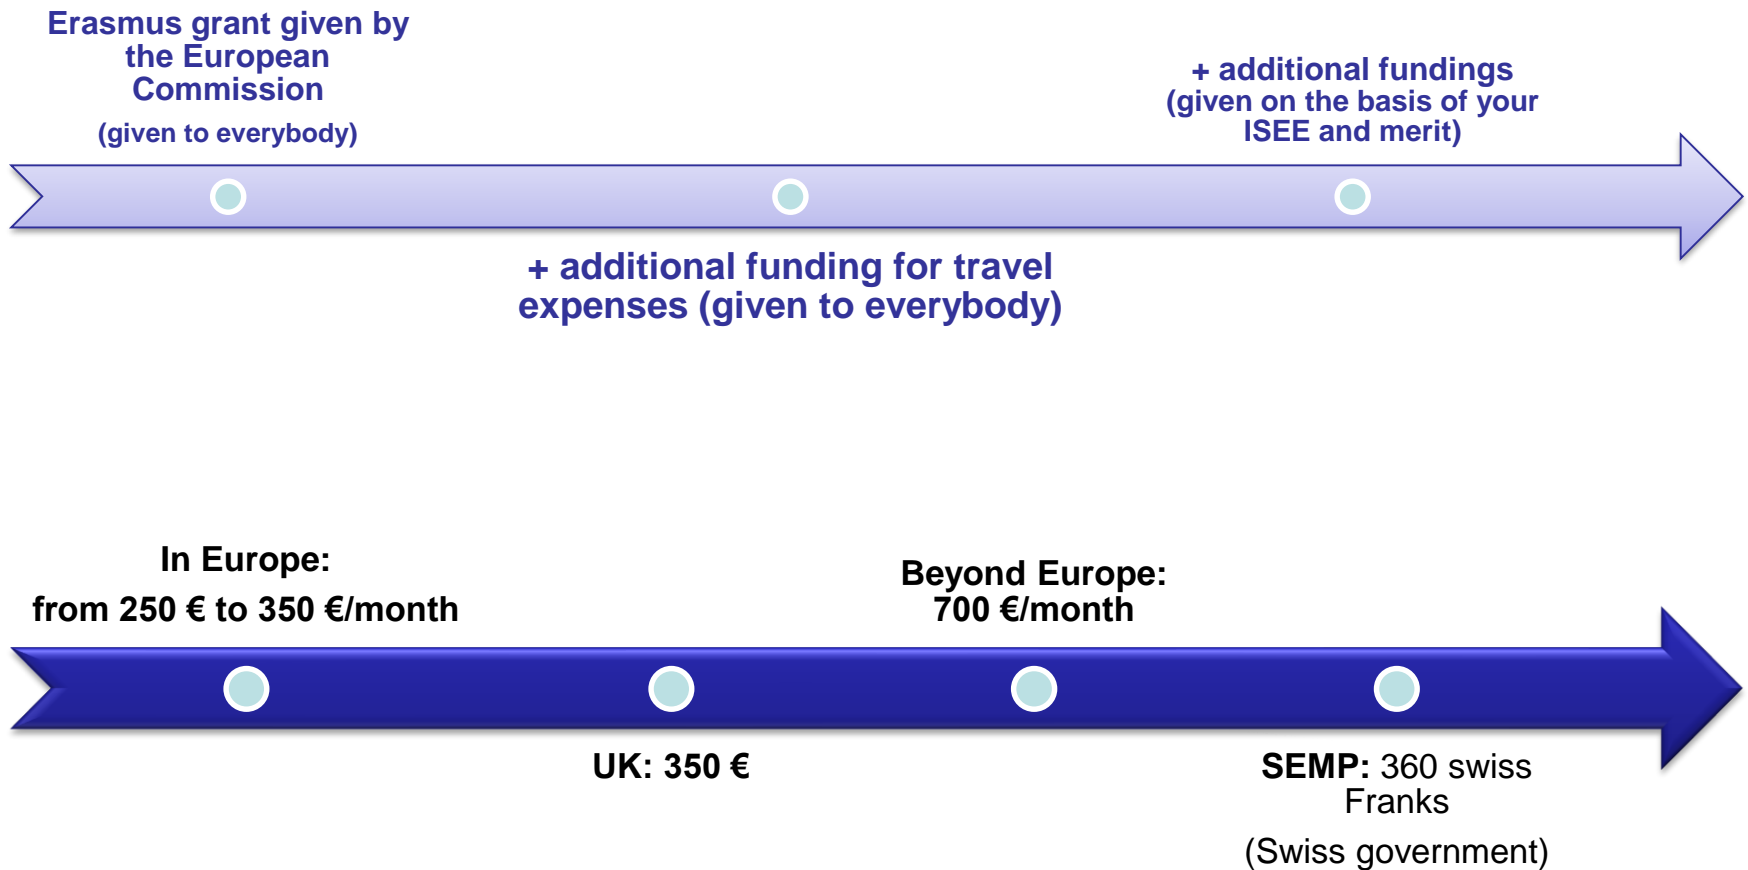 Erasmus grant given by
the European
Commission
(given to everybody)
+ additional fundings
(given on the basis of your
ISEE and merit)
+ additional funding for travel
expenses (given to everybody)
In Europe:
from 250 € to 350 €/month
Beyond Europe:
700 €/month
UK: 350 €
SEMP: 360 swiss
Franks
(Swiss government)